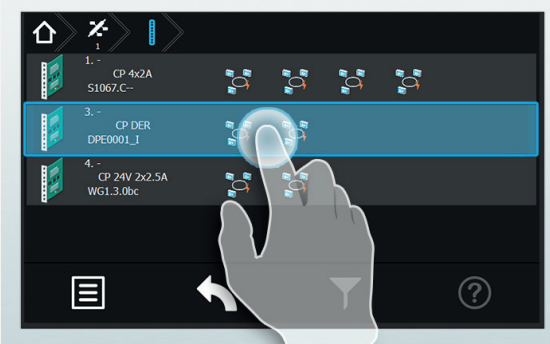 1
1. -
CP 4x2A
S1067.C--
3. -
CP DER
DPE0001_I
4. -
CP 24V 2x2.5A
WG1.3.0bc
?